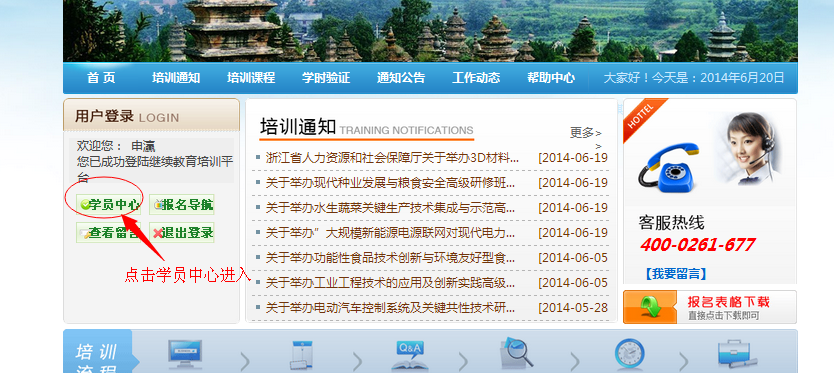 首 页 培训通知 培训课程 学时验证 通知公告 工作动态 帮助中心 大家好！今天是：2014年6月20日
用户登录 LOGIN
欢迎您： 申瀛
您已成功登陆继续教育培训平
台
学员中心 报名导航
查看留言 退出登录
点击学员中心进入
培训通知 TRAINING NOTIFICATIONS 更多>
>
浙江省人力资源和社会保障厅关于举办3D材料... [2014-06-19
关于举办现代种业发展与粮食安全高级研修班... [2014-06-19
关于举办水生蔬菜关键生产技术集成与示范高... [2014-06-19
关于举办”大规模新能源电源联网对现代电力... [2014-06-19
关于举办功能性食品技术创新与环境友好型食... [2014-06-05
关于举办工业工程技术的应用及创新实践高级... [2014-06-05
关于举办电动汽车控制系统及关键共性技术研... [2014-05-28
HOTTEL
客服热线
400-0261-677
【我要留言】
报名表格下载
直接点击下载即可
培训
流程
Q&A